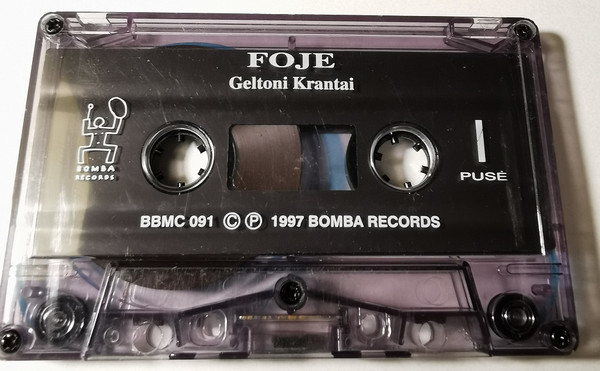 FOJE
Geltoni Krantai
BOMBA
RECORDS
I
PUSĖ
BBMC 091 © ℗ 1997 BOMBA RECORDS